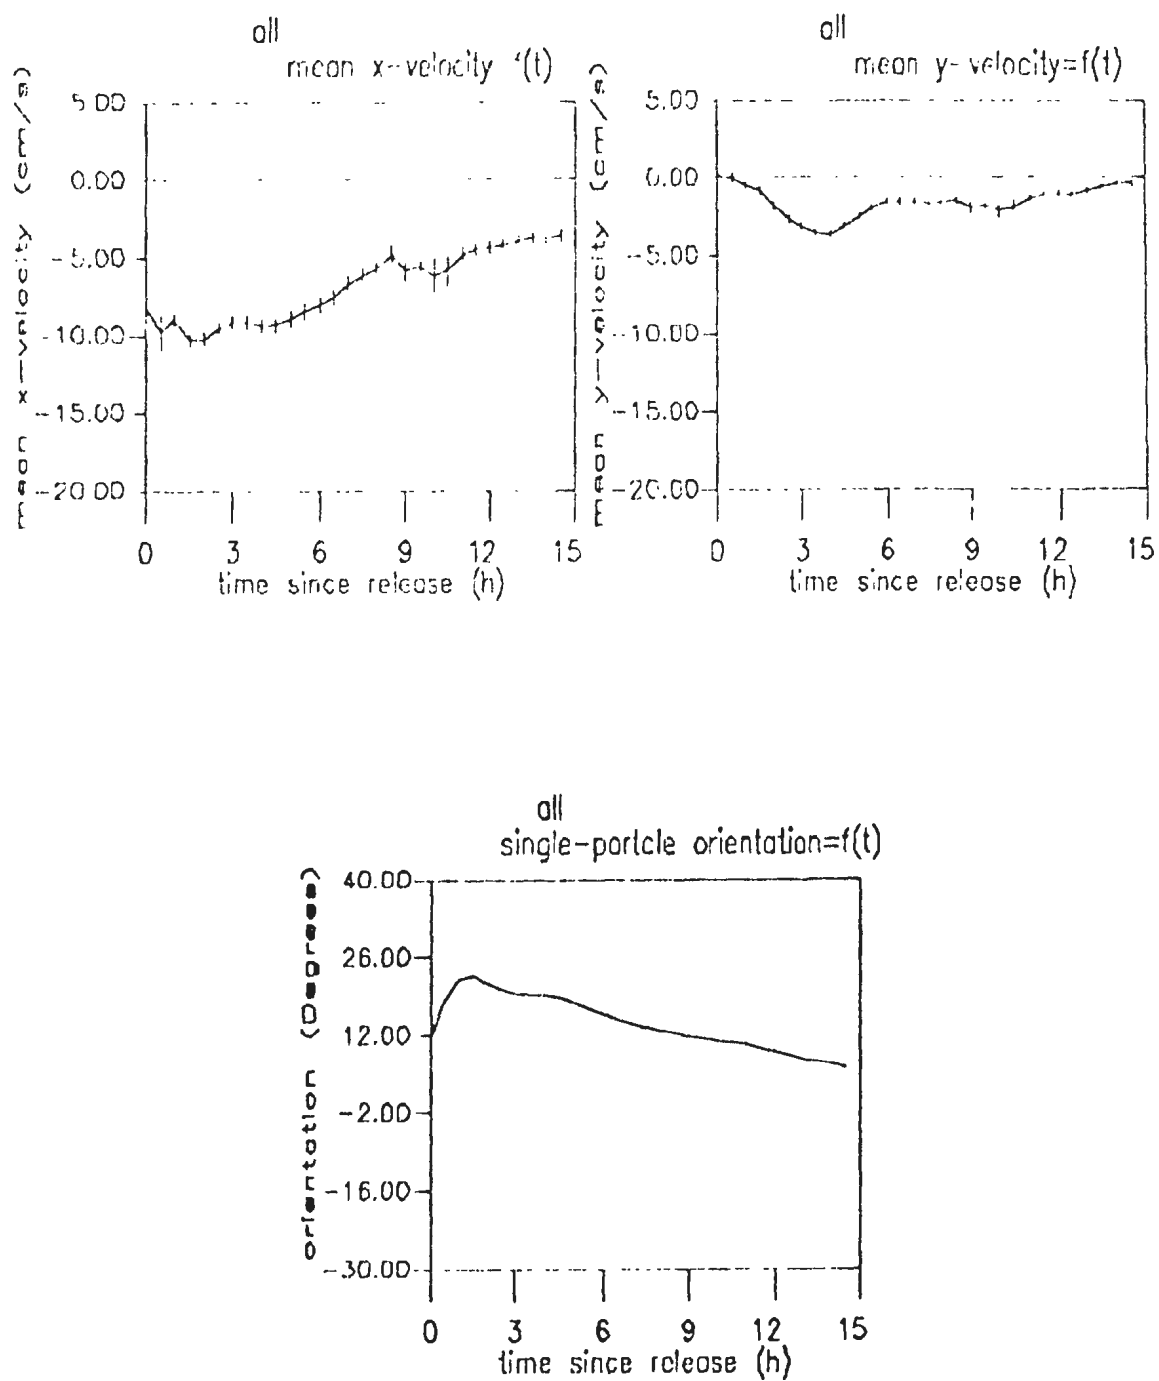 all
mean x-velocity f(t)
mean x-velocity (cm/s)
5.00
0.00
-5.00
-10.00
-15.00
-20.00
0 3 6 9 12 15
time since release (h)
all
mean y-velocity=f(t)
mean y-velocity (cm/s)
5.00
0.00
-5.00
-10.00
-15.00
-20.00
0 3 6 9 12 15
time since release (h)
all
single-partcle orientation=f(t)
orientation (Degrees)
40.00
26.00
12.00
-2.00
-16.00
-30.00
0 3 6 9 12 15
time since release (h)